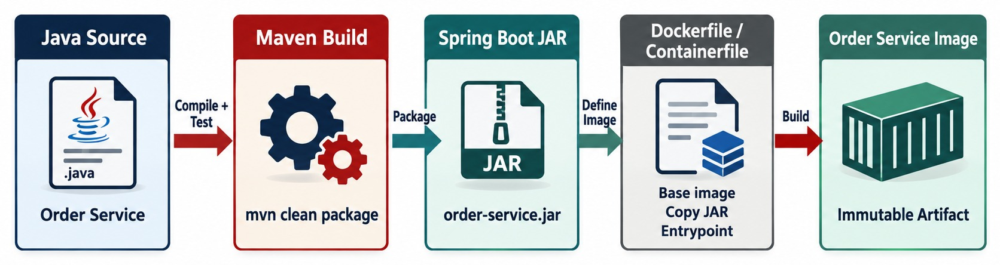 Java Source
.java
Order Service
Compile +
Test
Maven Build
mvn clean package
Package
Spring Boot JAR
JAR
order-service.jar
Define
Image
Dockerfile /
Containerfile
Base image
Copy JAR
Entrypoint
Build
Order Service Image
Immutable Artifact